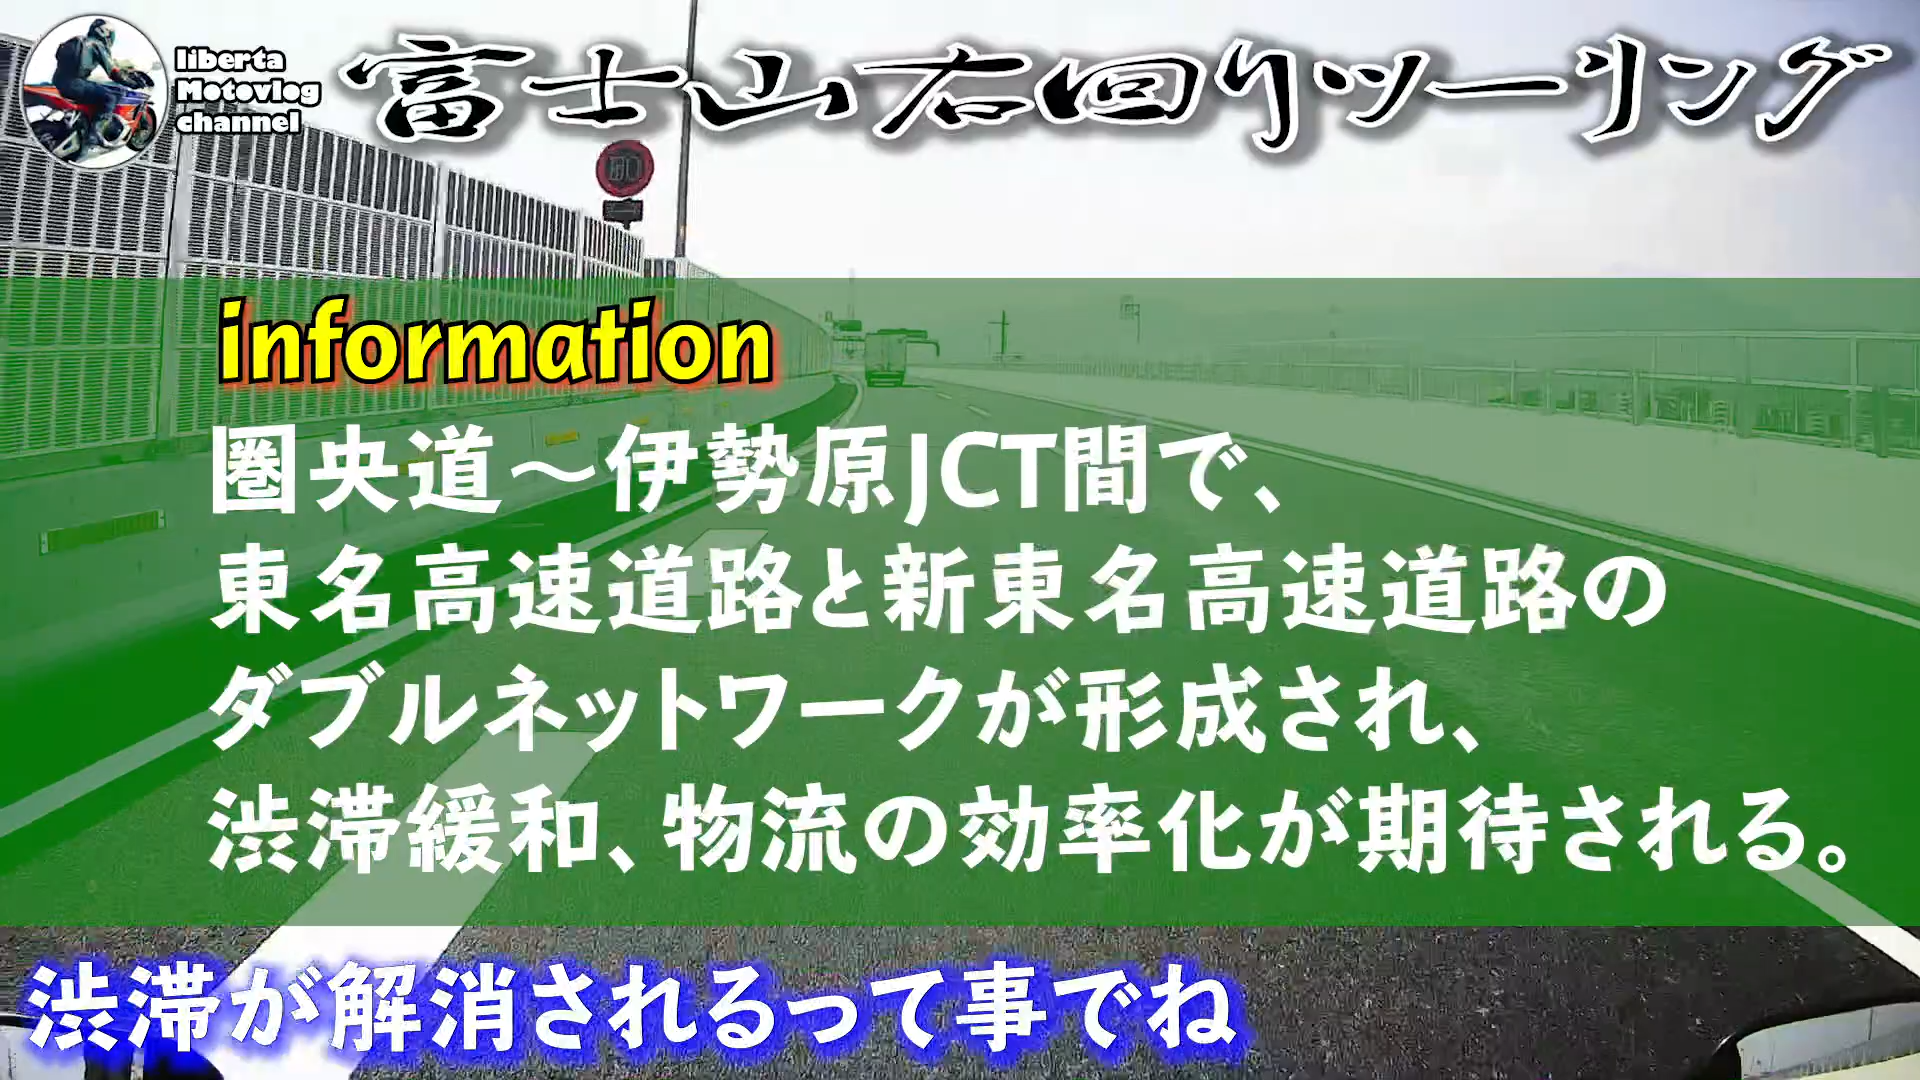 liberta
Motovlog
channel
富士山右回りツーリング
information
圏央道～伊勢原JCT間で、
東名高速道路と新東名高速道路の
ダブルネットワークが形成され、
渋滞緩和、物流の効率化が期待される。
渋滞が解消されるって事でね